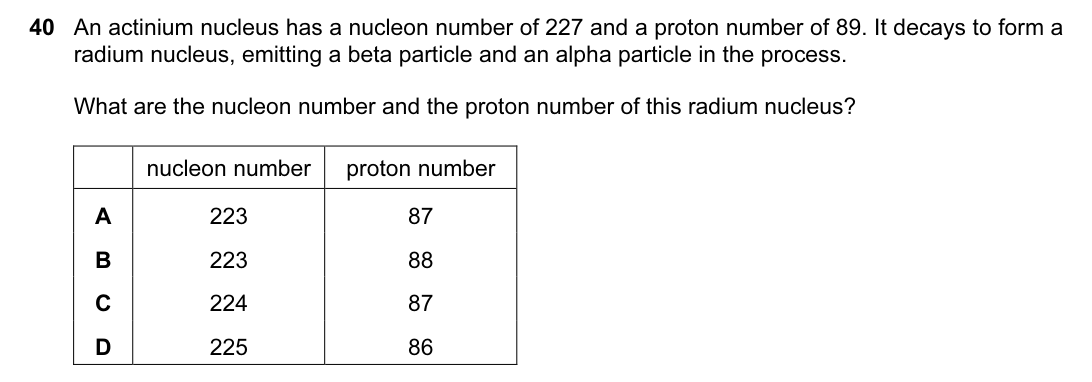 40 An actinium nucleus has a nucleon number of 227 and a proton number of 89. It decays to form a
radium nucleus, emitting a beta particle and an alpha particle in the process.
What are the nucleon number and the proton number of this radium nucleus?
nucleon number proton number
A 223 87
B 223 88
C 224 87
D 225 86